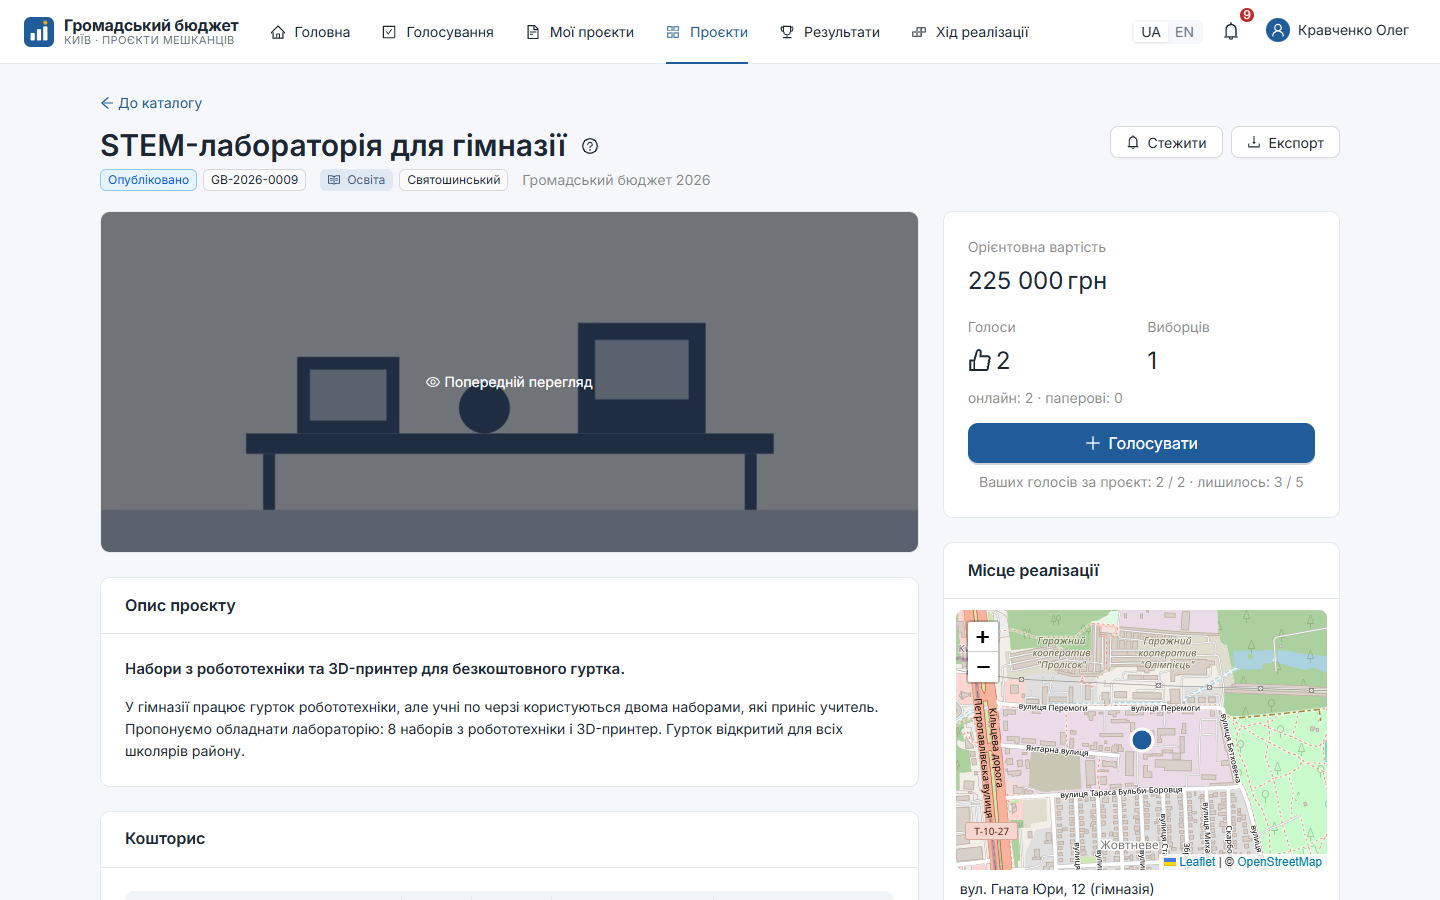 Громадський бюджет
КИЇВ · ПРОЄКТИ МЕШКАНЦІВ
Головна
Голосування
Мої проєкти
Проєкти
Результати
Хід реалізації
UA EN
9
Кравченко Олег
До каталогу
STEM-лабораторія для гімназії
Стежити
Експорт
Опубліковано
GB-2026-0009
Освіта
Святошинський
Громадський бюджет 2026
Попередній перегляд
Орієнтовна вартість
225 000 грн
Голоси
Виборців
2
1
онлайн: 2 · паперові: 0
Голосувати
Ваших голосів за проєкт: 2 / 2 · лишилось: 3 / 5
Опис проєкту
Набори з робототехніки та 3D-принтер для безкоштовного гуртка.
У гімназії працює гурток робототехніки, але учні по черзі користуються двома наборами, які приніс учитель.
Пропонуємо обладнати лабораторію: 8 наборів з робототехніки і 3D-принтер. Гурток відкритий для всіх
школярів району.
Кошторис
Місце реалізації
+
−
Гаражний
кооператив
"Пролісок"
Гаражний
кооператив
"Олімпієць"
вулиця Перемоги
вулиця Перемоги
Кільцева дорога
Петропавлівська вулиця
Янтарна вулиця
вулиця Бетховена
вулиця Тараса Бульби-Боровця
Т-10-27
Жовтневе
Leaflet | © OpenStreetMap
вул. Гната Юри, 12 (гімназія)